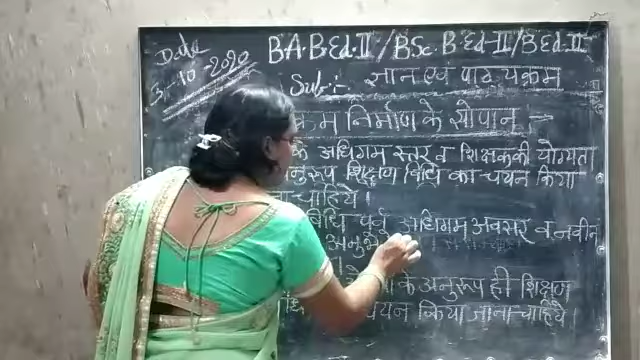 Date
3-10-2020
BA.B.Ed.II/BSc.B.Ed-II/B.Ed-II
Sub:- ज्ञान एवं पाठ्यक्रम
क्रम निर्माण के सोपान →
के अधिगम स्तर व शिक्षक की योग्यता
नुरूप शिक्षण विधि का चयन किया
चाहिये।
विधि पूर्व अधिगम अवसर व नवीन
अनुभ
के अनुरूप ही शिक्षण
चयन किया जाना चाहिये।